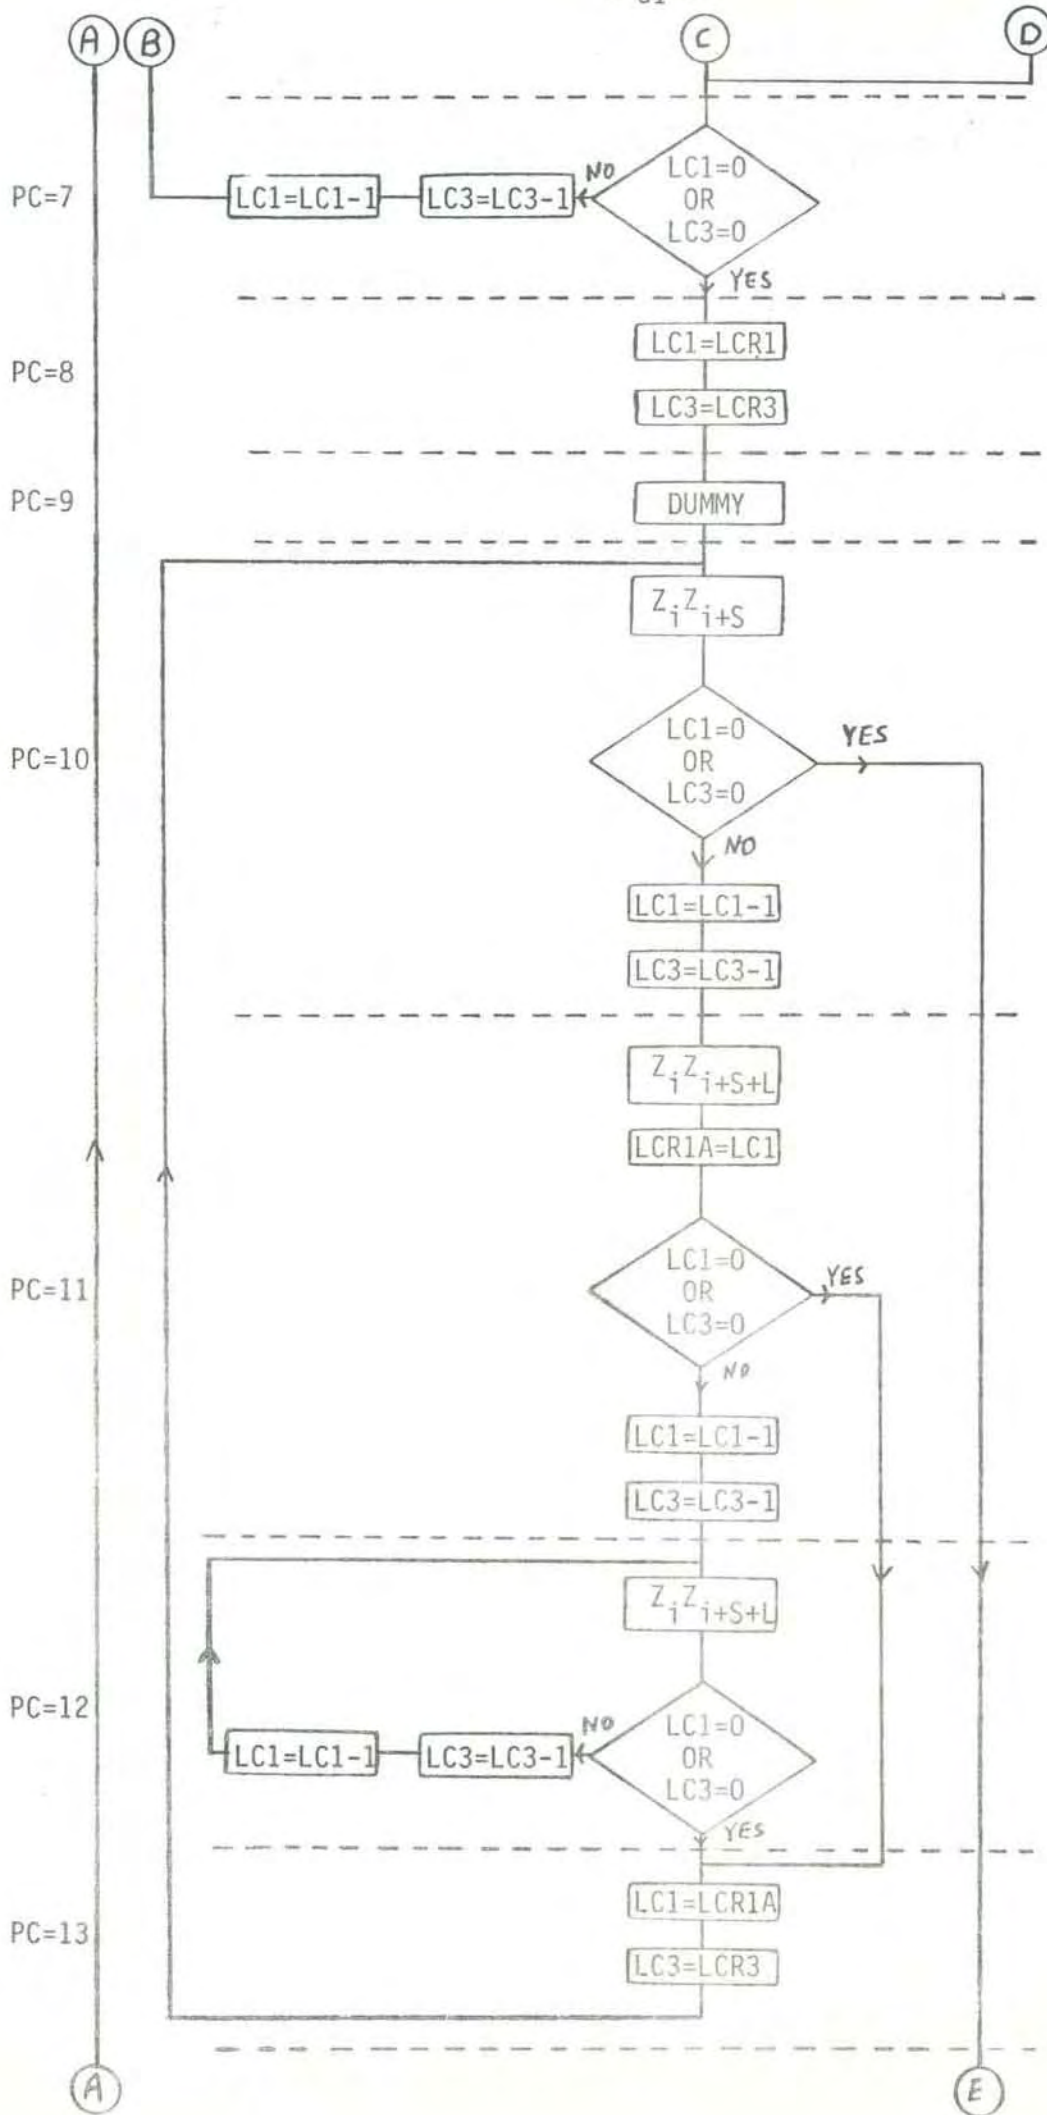 A B C D
PC=7
LC1=LC1-1
LC3=LC3-1
NO
LC1=0
OR
LC3=0
YES
PC=8
LC1=LCR1
LC3=LCR3
PC=9
DUMMY
ZiZi+S
PC=10
LC1=0
OR
LC3=0
YES
NO
LC1=LC1-1
LC3=LC3-1
ZiZi+S+L
LCR1A=LC1
PC=11
LC1=0
OR
LC3=0
YES
NO
LC1=LC1-1
LC3=LC3-1
ZiZi+S+L
PC=12
LC1=LC1-1
LC3=LC3-1
NO
LC1=0
OR
LC3=0
YES
PC=13
LC1=LCR1A
LC3=LCR3
A E